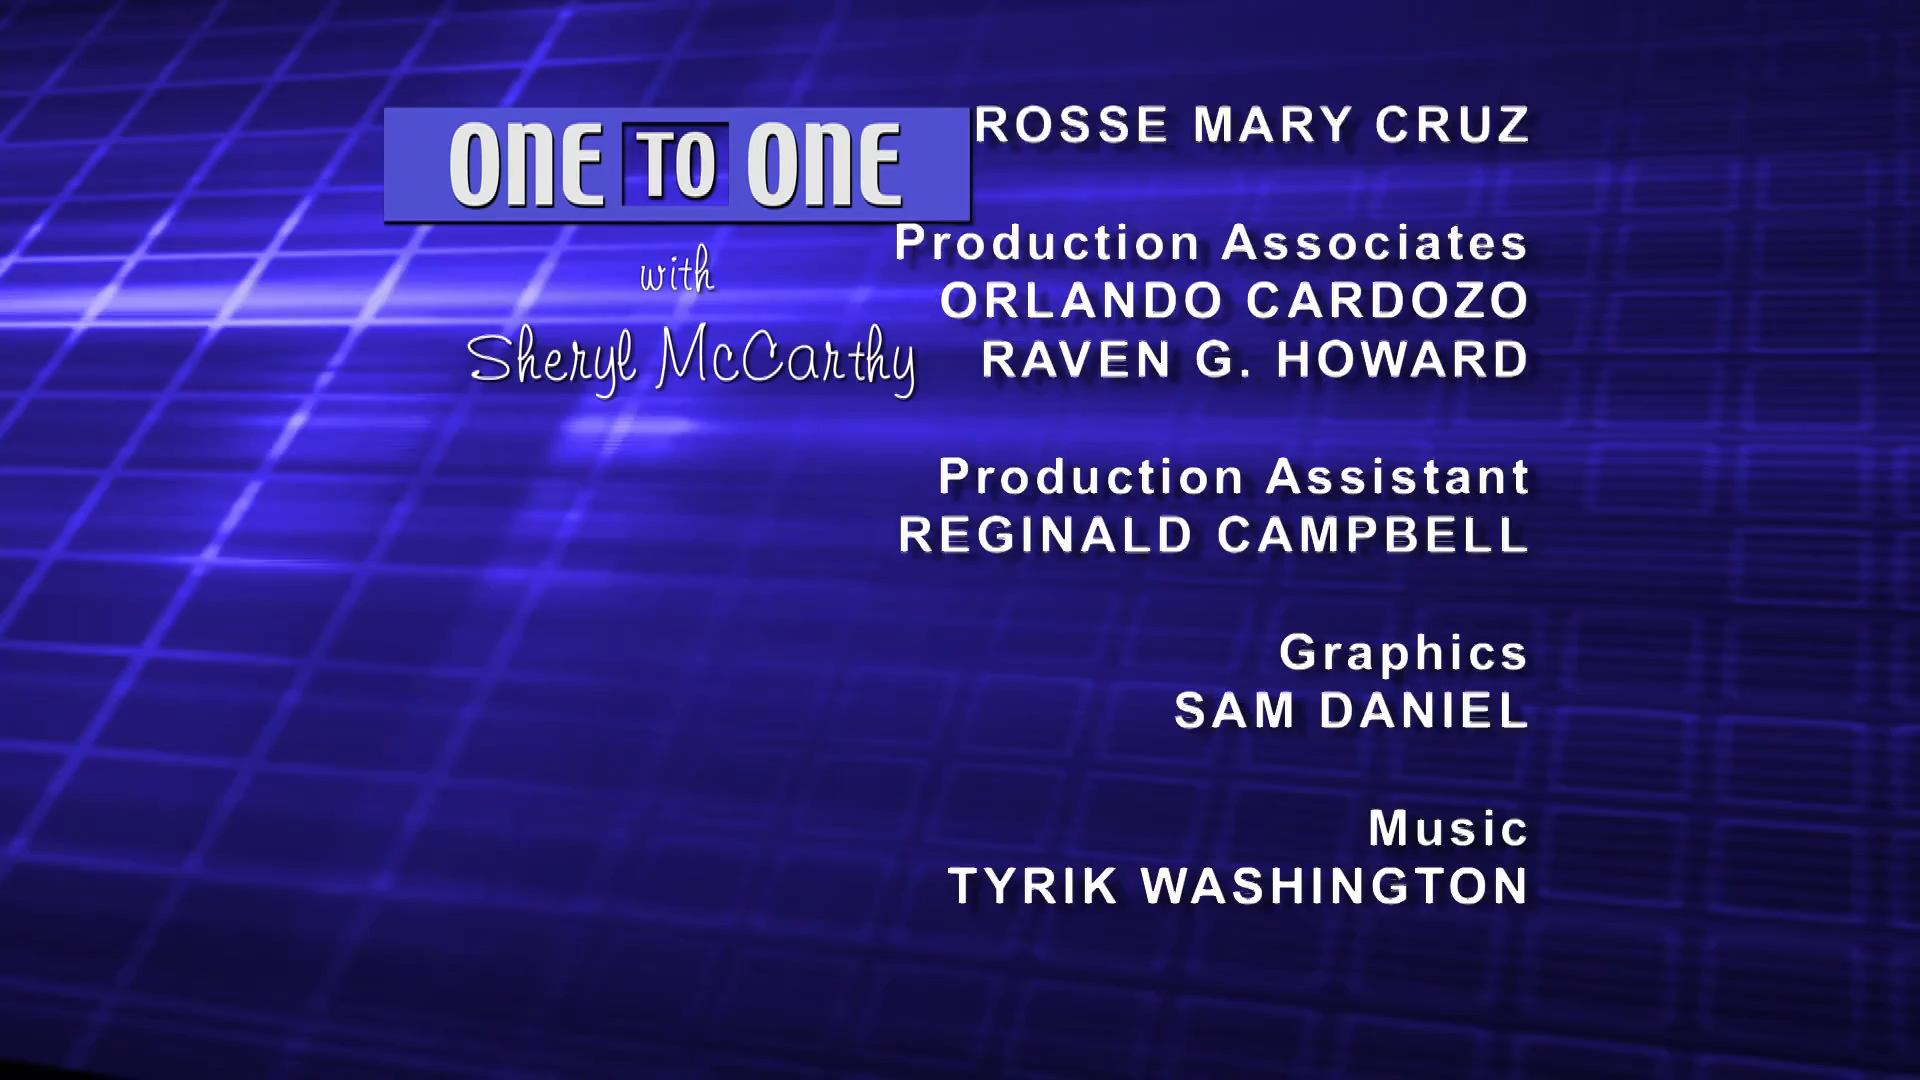 ONE TO ONE
with
Sheryl McCarthy
ROSSE MARY CRUZ
Production Associates
ORLANDO CARDOZO
RAVEN G. HOWARD
Production Assistant
REGINALD CAMPBELL
Graphics
SAM DANIEL
Music
TYRIK WASHINGTON